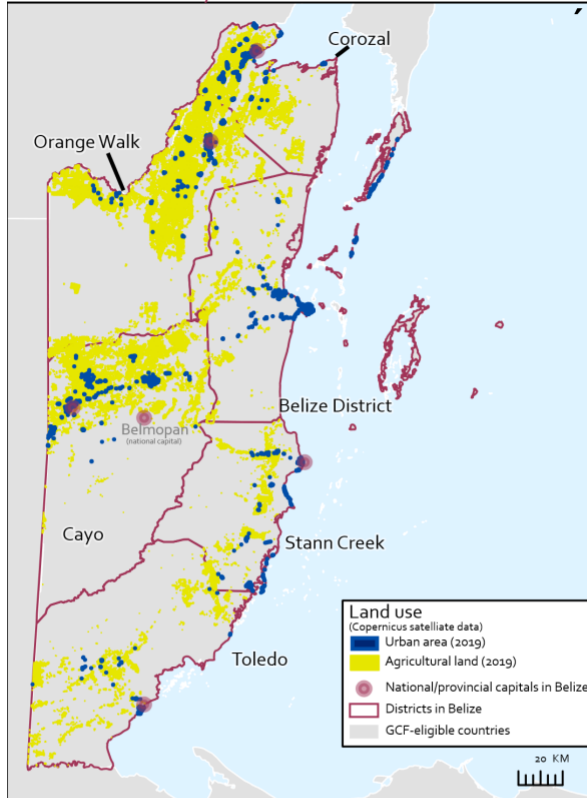 Corozal
Orange Walk
Belize District
Belmopan
(national capital)
Cayo
Stann Creek
Toledo
Land use
(Copernicus satellite data)
Urban area (2019)
Agricultural land (2019)
National/provincial capitals in Belize
Districts in Belize
GCF-eligible countries
20 KM